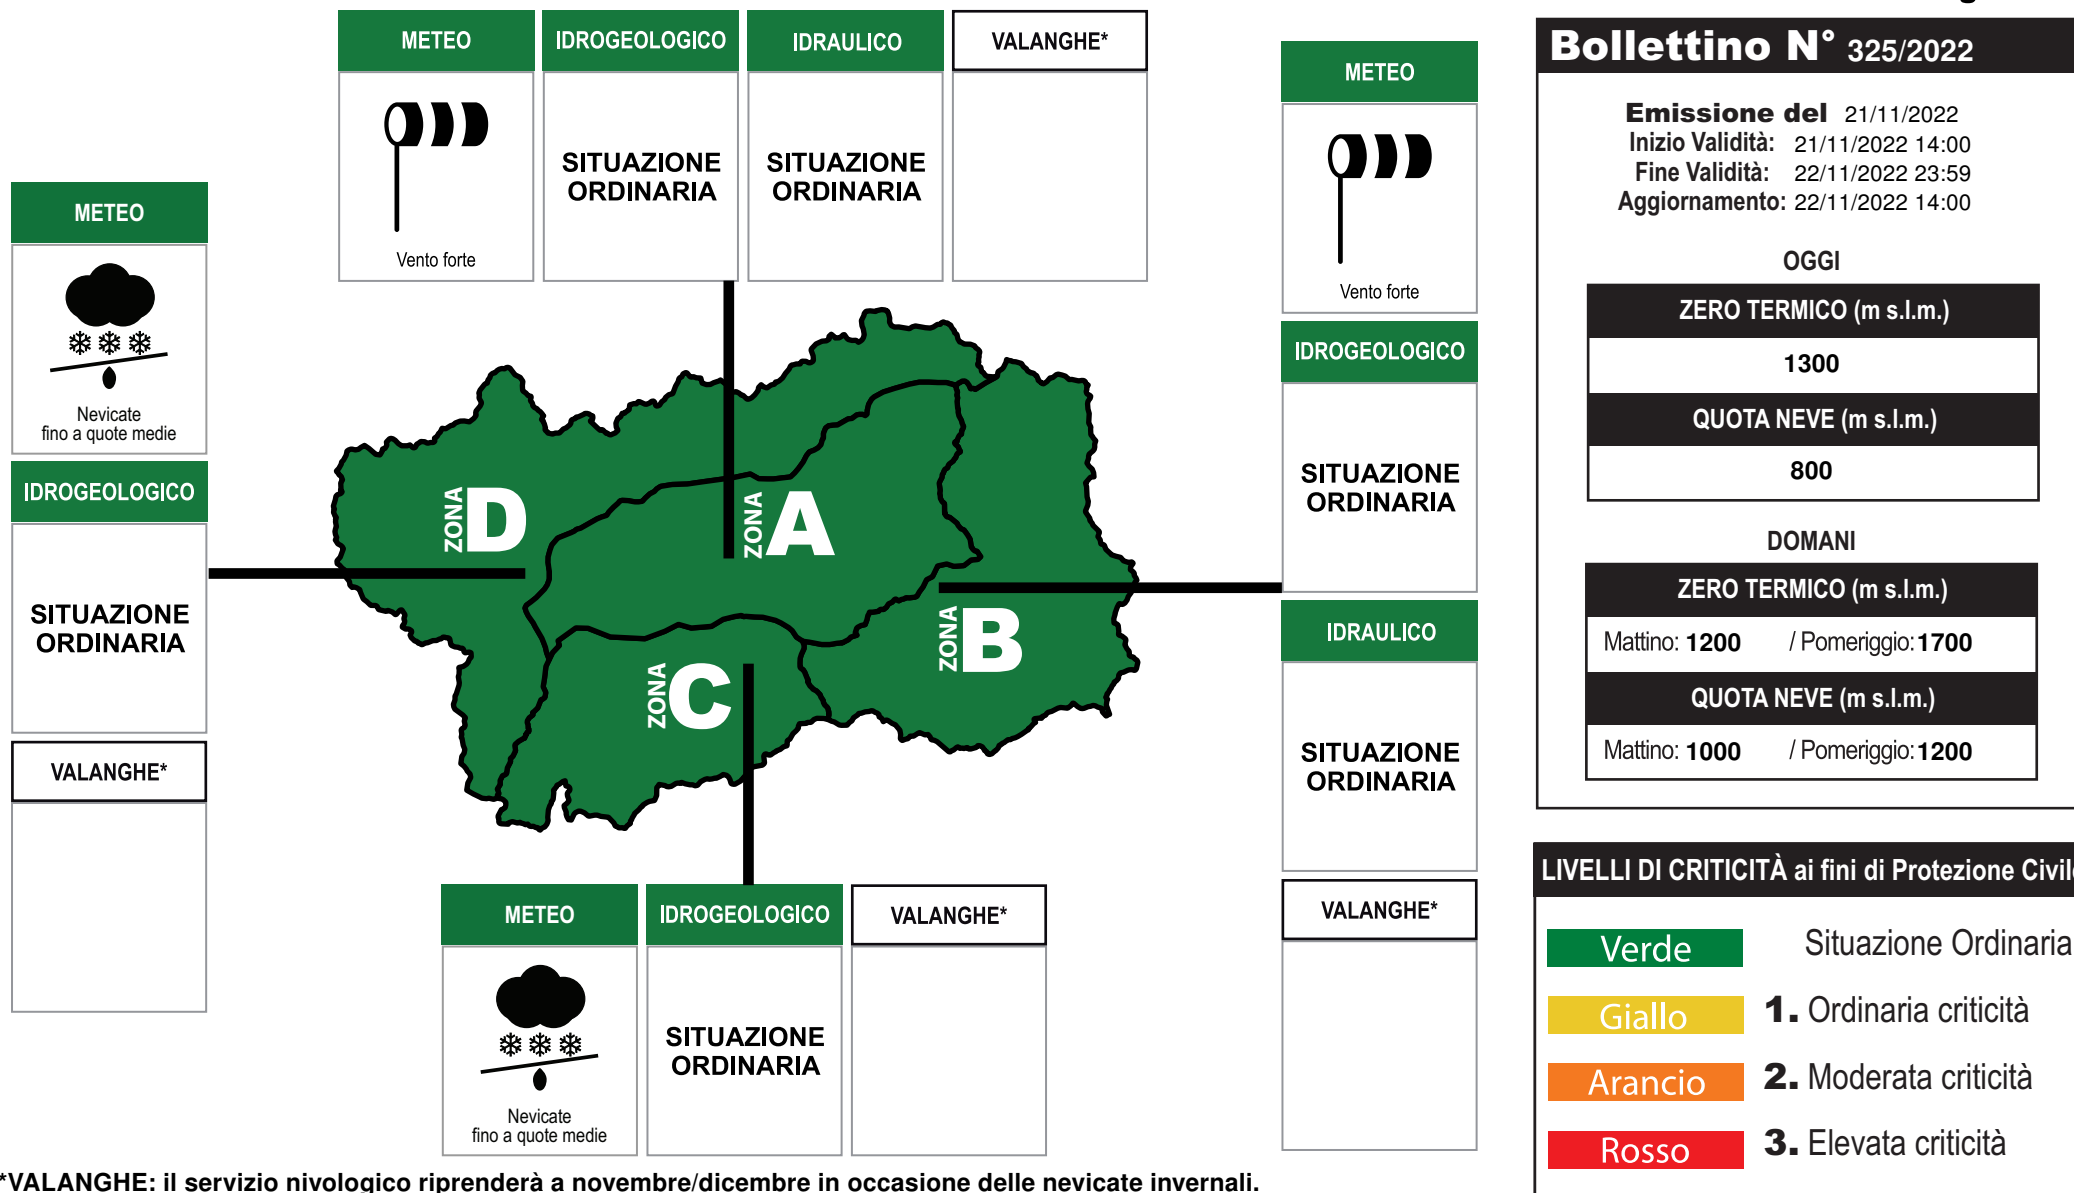 METEO
IDROGEOLOGICO
IDRAULICO
VALANGHE*
Vento forte
SITUAZIONE
ORDINARIA
SITUAZIONE
ORDINARIA
METEO
Nevicate
fino a quote medie
IDROGEOLOGICO
SITUAZIONE
ORDINARIA
VALANGHE*
ZONA D
ZONA A
ZONA B
ZONA C
METEO
Vento forte
IDROGEOLOGICO
SITUAZIONE
ORDINARIA
IDRAULICO
SITUAZIONE
ORDINARIA
VALANGHE*
METEO
IDROGEOLOGICO
VALANGHE*
Nevicate
fino a quote medie
SITUAZIONE
ORDINARIA
*VALANGHE: il servizio nivologico riprenderà a novembre/dicembre in occasione delle nevicate invernali.
Bollettino N° 325/2022
Emissione del 21/11/2022
Inizio Validità: 21/11/2022 14:00
Fine Validità: 22/11/2022 23:59
Aggiornamento: 22/11/2022 14:00
OGGI
ZERO TERMICO (m s.l.m.)
1300
QUOTA NEVE (m s.l.m.)
800
DOMANI
ZERO TERMICO (m s.l.m.)
Mattino: 1200 / Pomeriggio: 1700
QUOTA NEVE (m s.l.m.)
Mattino: 1000 / Pomeriggio: 1200
LIVELLI DI CRITICITÀ ai fini di Protezione Civile
Verde Situazione Ordinaria
Giallo 1. Ordinaria criticità
Arancio 2. Moderata criticità
Rosso 3. Elevata criticità